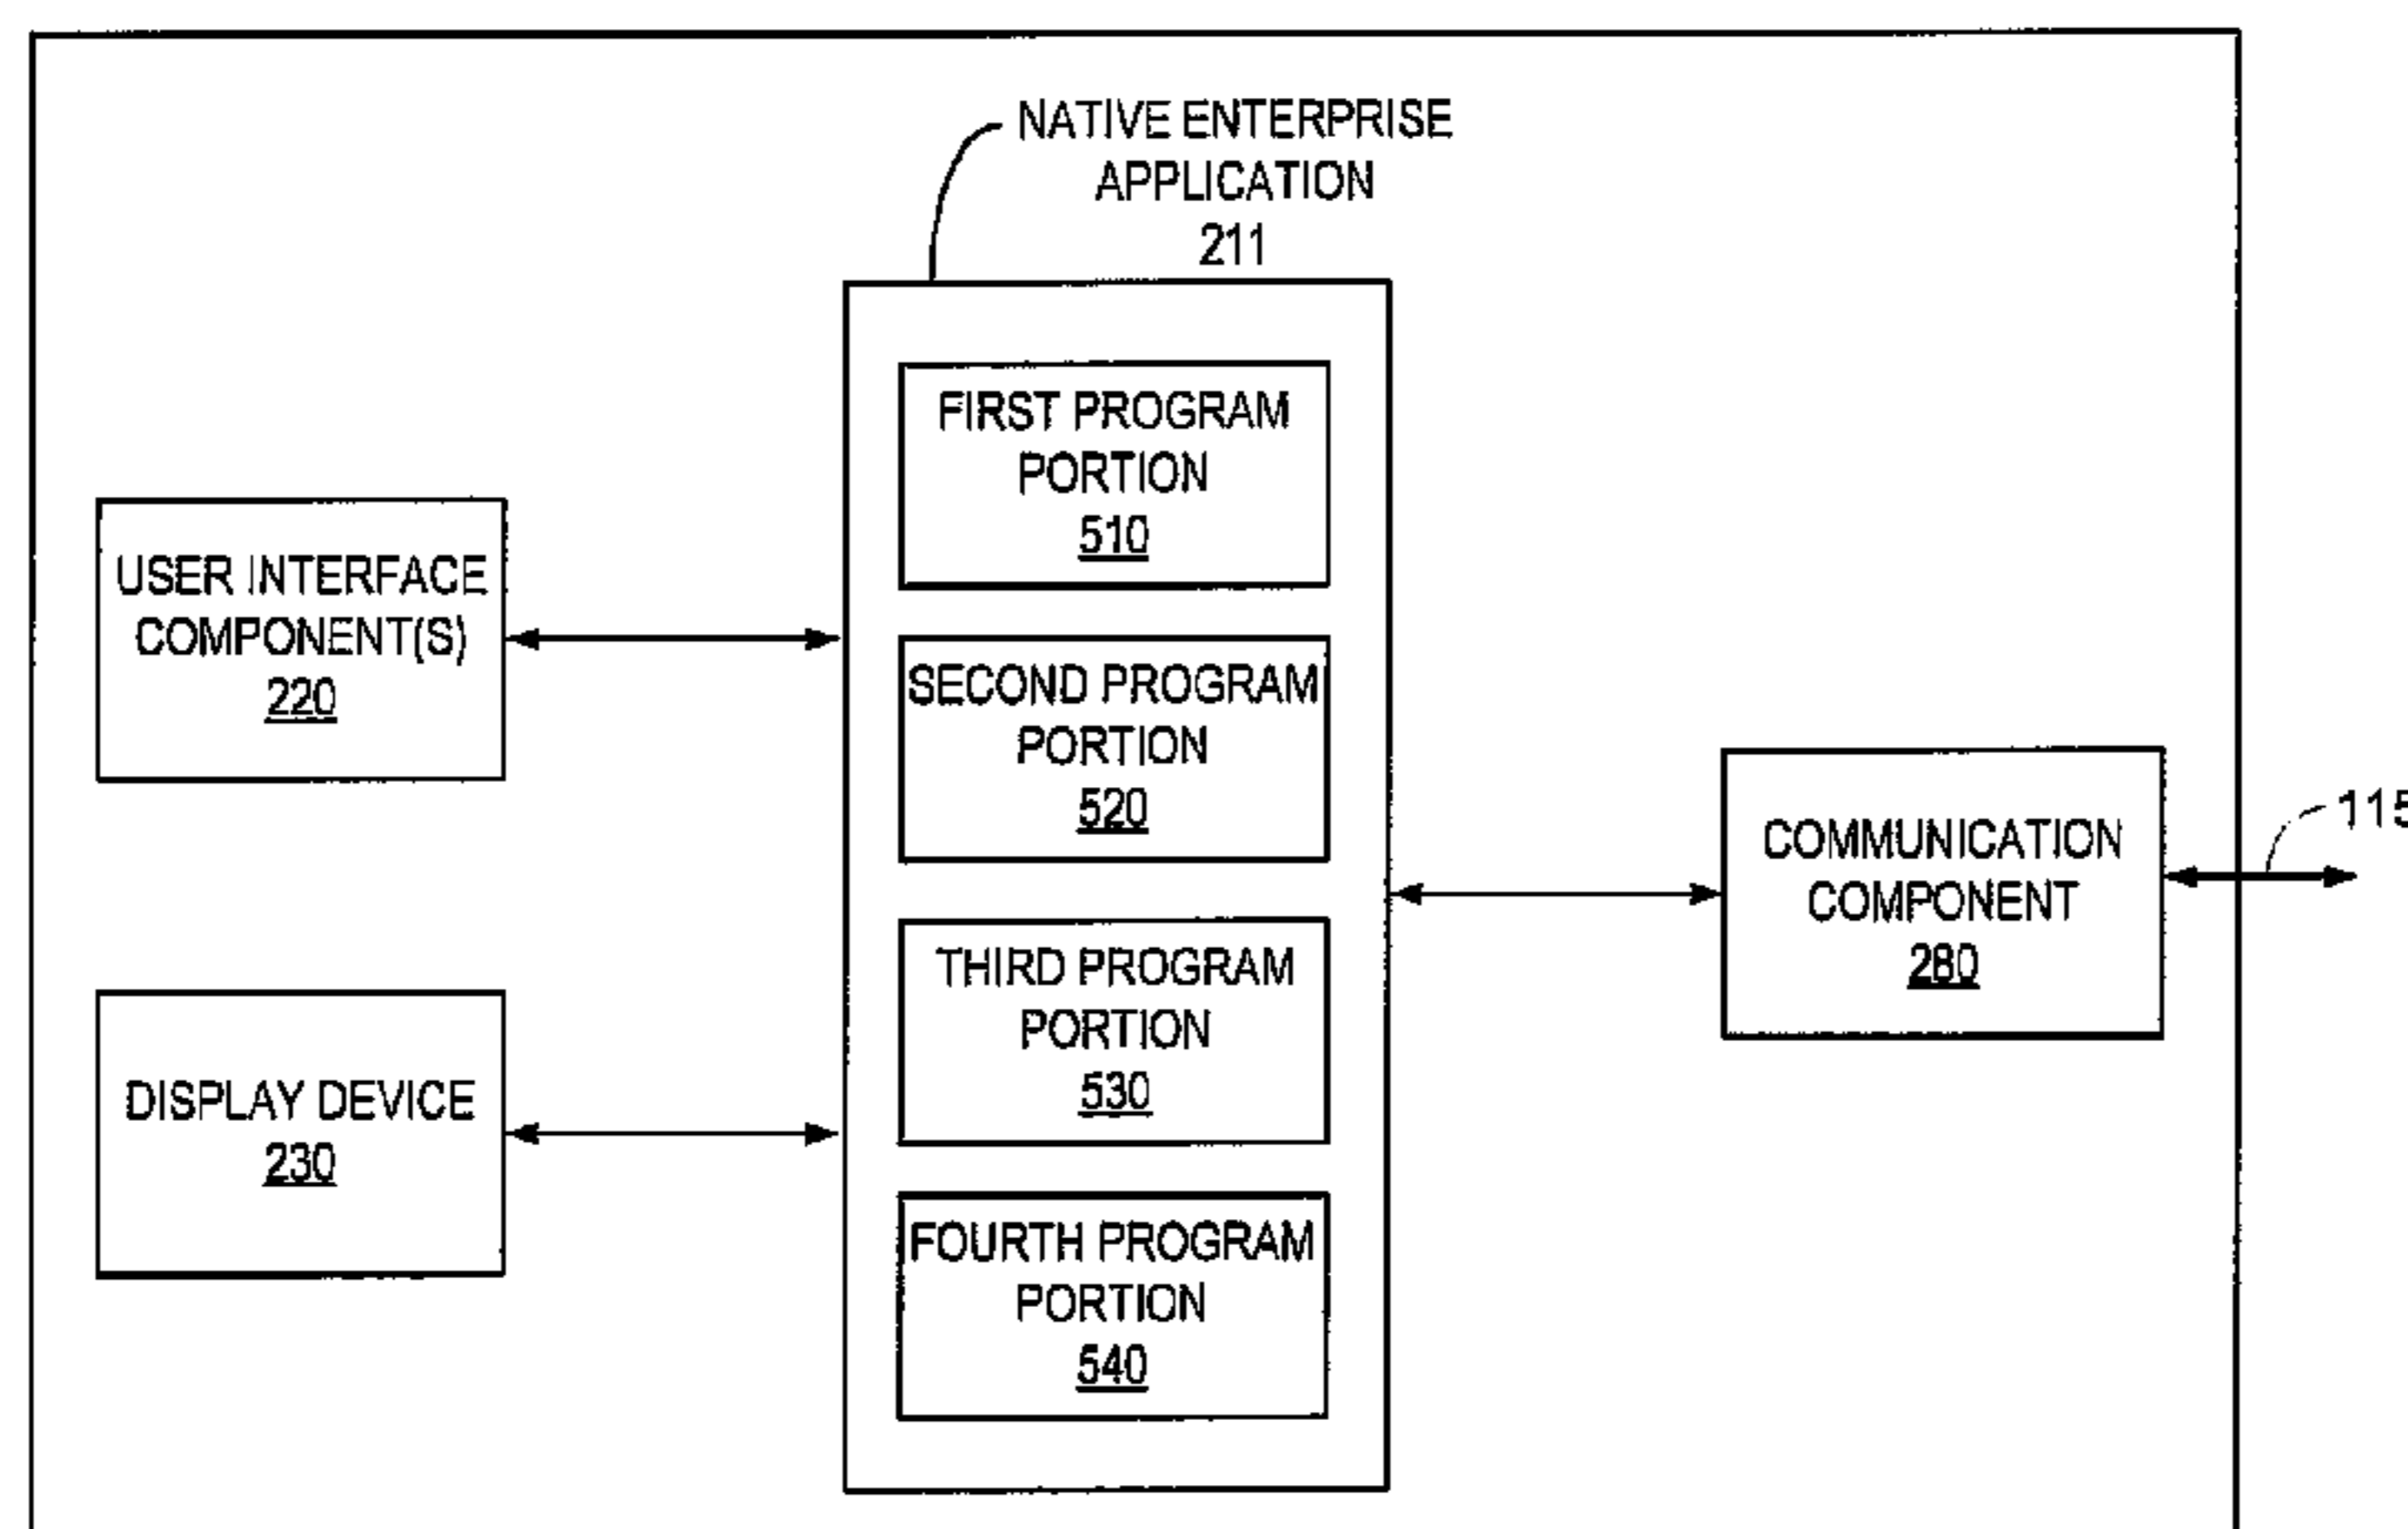 NATIVE ENTERPRISE
APPLICATION
211
FIRST PROGRAM
PORTION
510
USER INTERFACE
COMPONENT(S)
220
SECOND PROGRAM
PORTION
520
COMMUNICATION
COMPONENT
280
115
THIRD PROGRAM
PORTION
530
DISPLAY DEVICE
230
FOURTH PROGRAM
PORTION
540